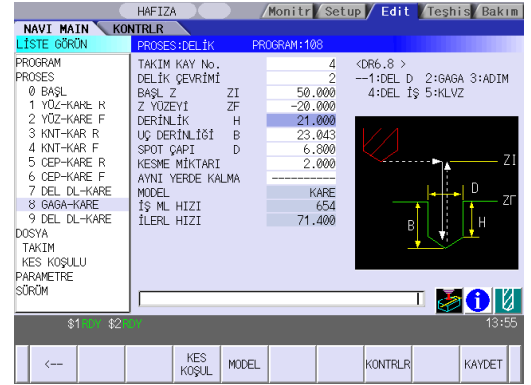 HAFIZA
Monitr Setup Edit Teşhis Bakım
NAVI MAIN KONTRLR
LİSTE GÖRÜN PROSES:DELİK PROGRAM:108
PROGRAM
PROSES
0 BAŞL
1 YÜZ-KARE R
2 YÜZ-KARE F
3 KNT-KAR R
4 KNT-KAR F
5 CEP-KARE R
6 CEP-KARE F
7 DEL DL-KARE
8 GAGA-KARE
9 DEL DL-KARE
DOSYA
TAKIM
KES KOŞULU
PARAMETRE
SÜRÜM
TAKIM KAY No. 4
DELİK ÇEVRİMİ 2
BAŞL Z ZI 50.000
Z YÜZEYİ ZF -20.000
DERİNLİK H 21.000
UÇ DERİNLİĞİ B 23.043
SPOT ÇAPI D 6.800
KESME MİKTARI 2.000
AYNI YERDE KALMA ----------
MODEL KARE
İŞ ML HIZI 654
İLERL HIZI 71.400
<DR6.8 >
--1:DEL D 2:GAGA 3:ADIM
4:DEL İŞ 5:KLVZ
ZI
D
ZF
B
H
$1RDY $2RDY
13:55
<--
KES KOŞUL
MODEL
KONTRLR
KAYDET